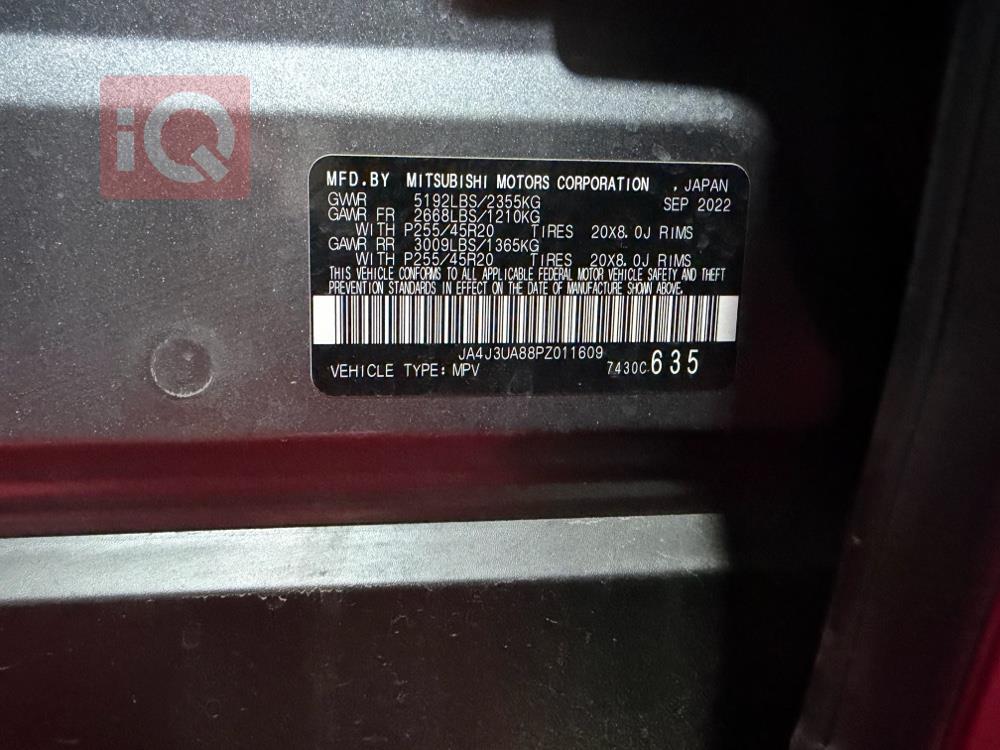 iQ
MFD.BY MITSUBISHI MOTORS CORPORATION , JAPAN
GVWR 5192LBS/2355KG SEP 2022
GAWR FR 2668LBS/1210KG
WITH P255/45R20 TIRES 20X8.0J RIMS
GAWR RR 3009LBS/1365KG
WITH P255/45R20 TIRES 20X8.0J RIMS
THIS VEHICLE CONFORMS TO ALL APPLICABLE FEDERAL MOTOR VEHICLE SAFETY AND THEFT
PREVENTION STANDARDS IN EFFECT ON THE DATE OF MANUFACTURE SHOWN ABOVE.
JA4J3UA88PZ011609
VEHICLE TYPE: MPV 7430C 635